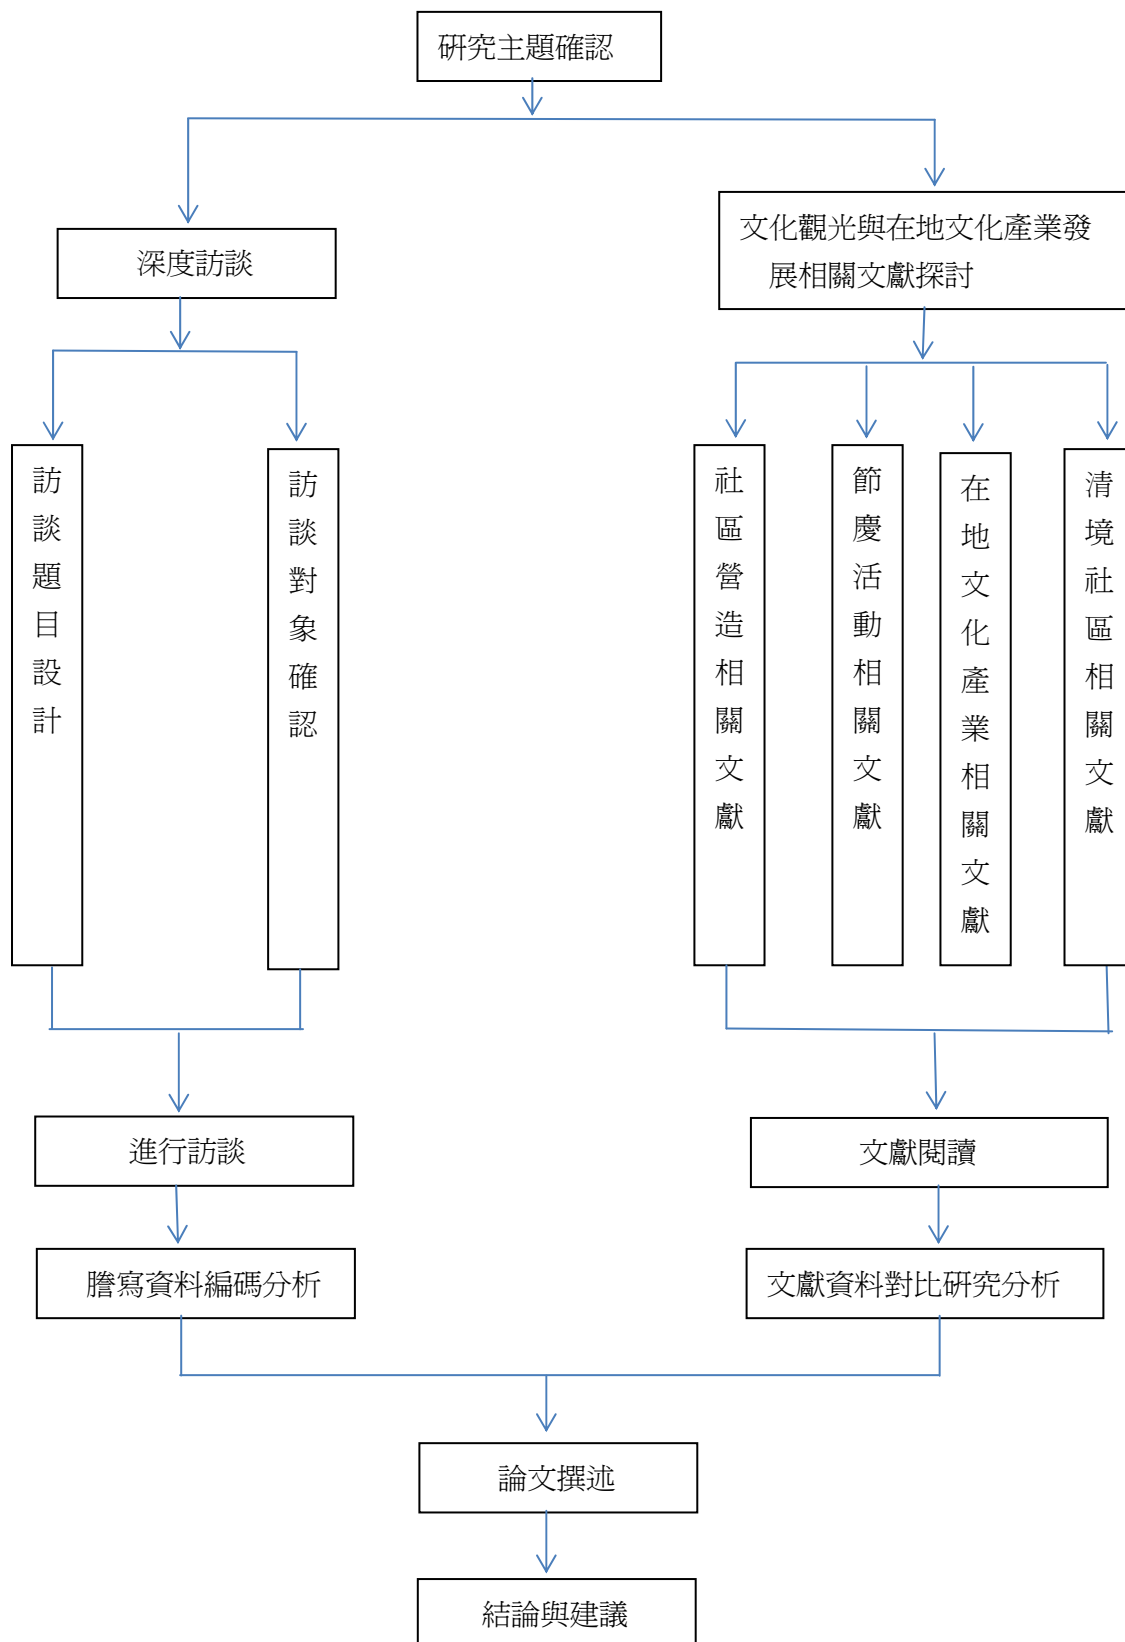 研究主題確認
深度訪談
文化觀光與在地文化產業發
展相關文獻探討
訪談題目設計
訪談對象確認
社區營造相關文獻
節慶活動相關文獻
在地文化產業相關文獻
清境社區相關文獻
進行訪談
文獻閱讀
謄寫資料編碼分析
文獻資料對比研究分析
論文撰述
結論與建議